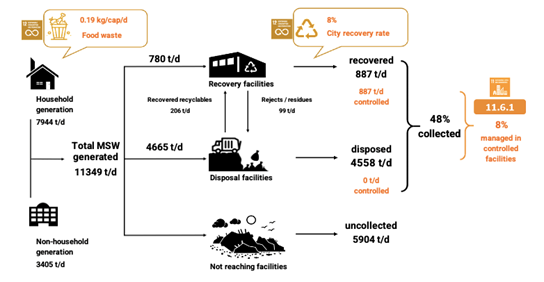 0.19 kg/cap/d
Food waste
8%
City recovery rate
Household
generation
7944 t/d
Total MSW
generated
11349 t/d
Non-household
generation
3405 t/d
780 t/d
Recovery facilities
Recovered recyclables
206 t/d
Rejects / residues
99 t/d
4665 t/d
Disposal facilities
Not reaching facilities
recovered
887 t/d
887 t/d
controlled
disposed
4558 t/d
0 t/d
controlled
uncollected
5904 t/d
48%
collected
11.6.1
8%
managed in
controlled
facilities